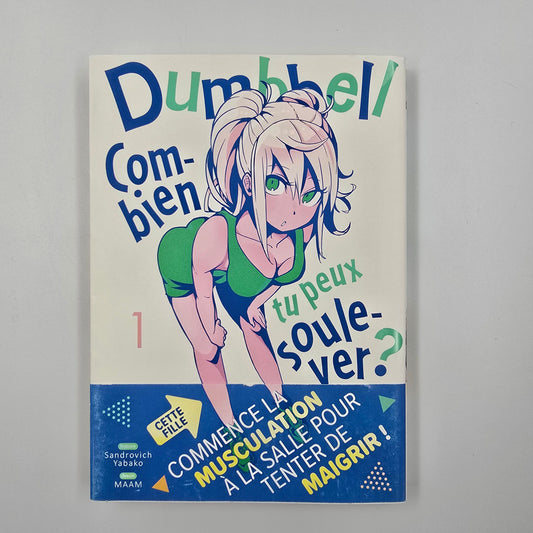 Dumbbell
Com-
bien
tu peux
soule-
ver?
1
CETTE
FILLE
COMMENCE LA
MUSCULATION
À LA SALLE POUR
TENTER DE
MAIGRIR !
Sandrovich
Yabako
MAAM